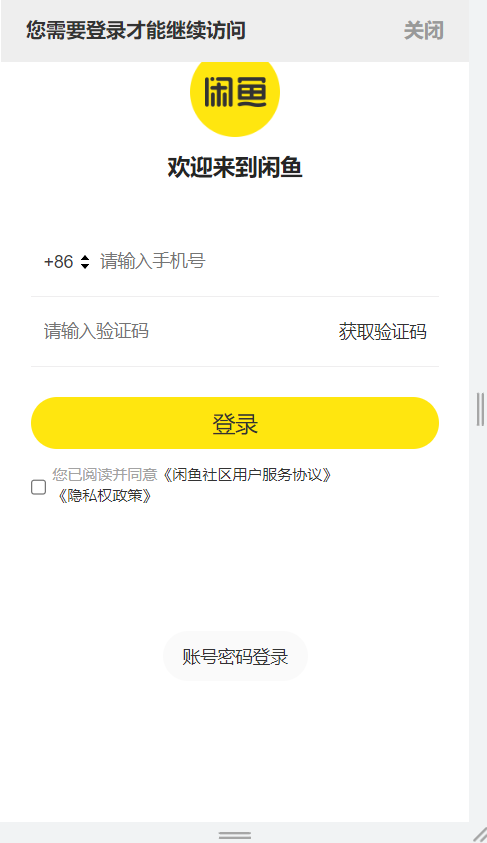 您需要登录才能继续访问 关闭
闲鱼
欢迎来到闲鱼
+86 请输入手机号
请输入验证码 获取验证码
登录
您已阅读并同意《闲鱼社区用户服务协议》
《隐私权政策》
账号密码登录